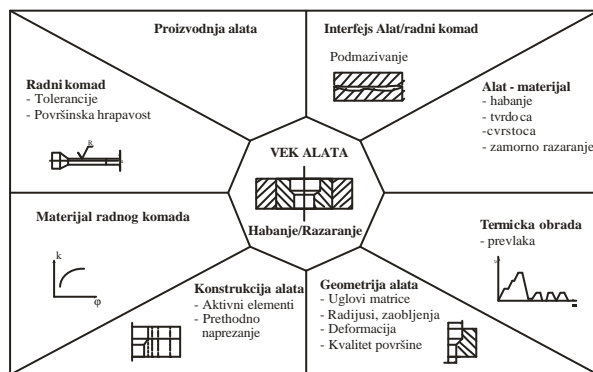 Proizvodnja alata
Interfejs Alat/radni komad
Podmazivanje
Radni komad
- Tolerancije
- Površinska hrapavost
R
Alat - materijal
- habanje
- tvrdoca
-cvrstoca
- zamorno razaranje
VEK ALATA
Habanje/Razaranje
Materijal radnog komada
k
φ
Termicka obrada
- prevlaka
Konstrukcija alata
- Aktivni elementi
- Prethodno
naprezanje
Geometrija alata
- Uglovi matrice
- Radijusi, zaobljenja
- Deformacija
- Kvalitet površine